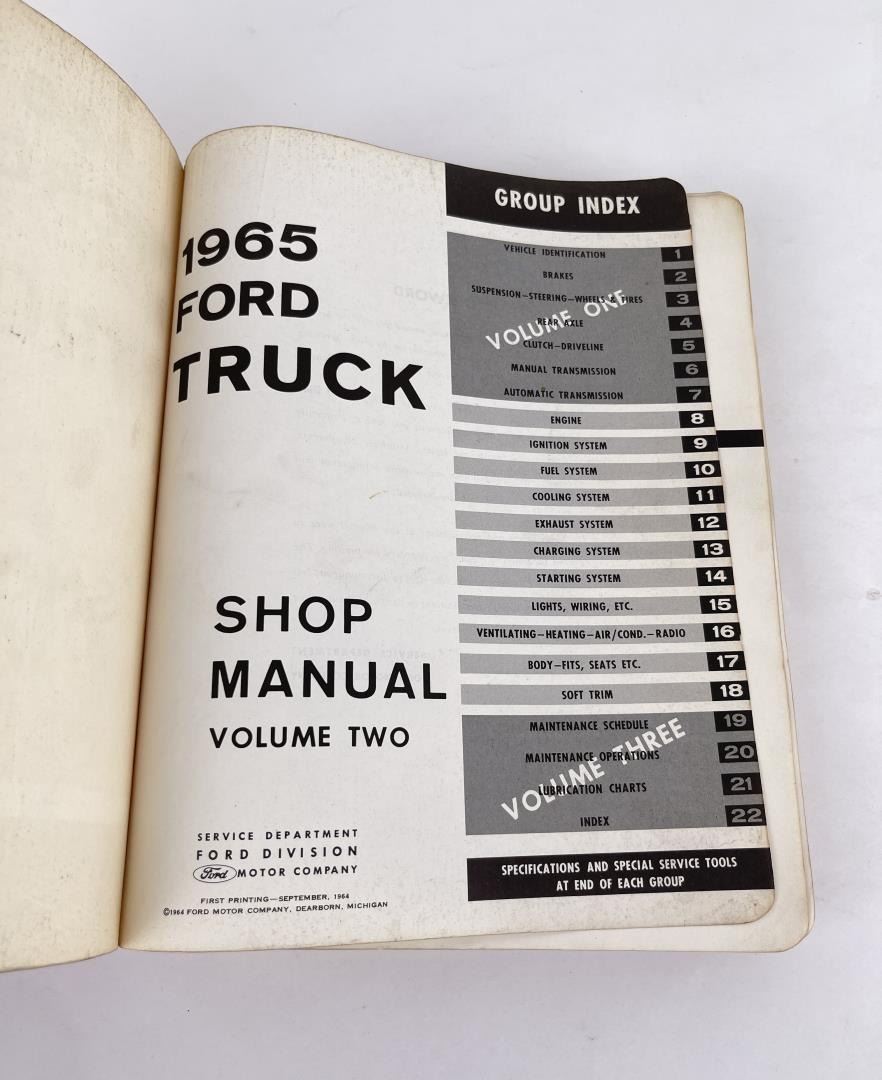 1965
FORD
TRUCK
SHOP
MANUAL
VOLUME TWO
SERVICE DEPARTMENT
FORD DIVISION
Ford MOTOR COMPANY
FIRST PRINTING—SEPTEMBER, 1964
©1964 FORD MOTOR COMPANY, DEARBORN, MICHIGAN
GROUP INDEX
VEHICLE IDENTIFICATION 1
BRAKES 2
SUSPENSION—STEERING—WHEELS & TIRES 3
REAR AXLE 4
CLUTCH—DRIVELINE 5
MANUAL TRANSMISSION 6
AUTOMATIC TRANSMISSION 7
VOLUME ONE
ENGINE 8
IGNITION SYSTEM 9
FUEL SYSTEM 10
COOLING SYSTEM 11
EXHAUST SYSTEM 12
CHARGING SYSTEM 13
STARTING SYSTEM 14
LIGHTS, WIRING, ETC. 15
VENTILATING—HEATING—AIR/COND.—RADIO 16
BODY—FITS, SEATS ETC. 17
SOFT TRIM 18
MAINTENANCE SCHEDULE 19
MAINTENANCE OPERATIONS 20
LUBRICATION CHARTS 21
INDEX 22
VOLUME THREE
SPECIFICATIONS AND SPECIAL SERVICE TOOLS
AT END OF EACH GROUP